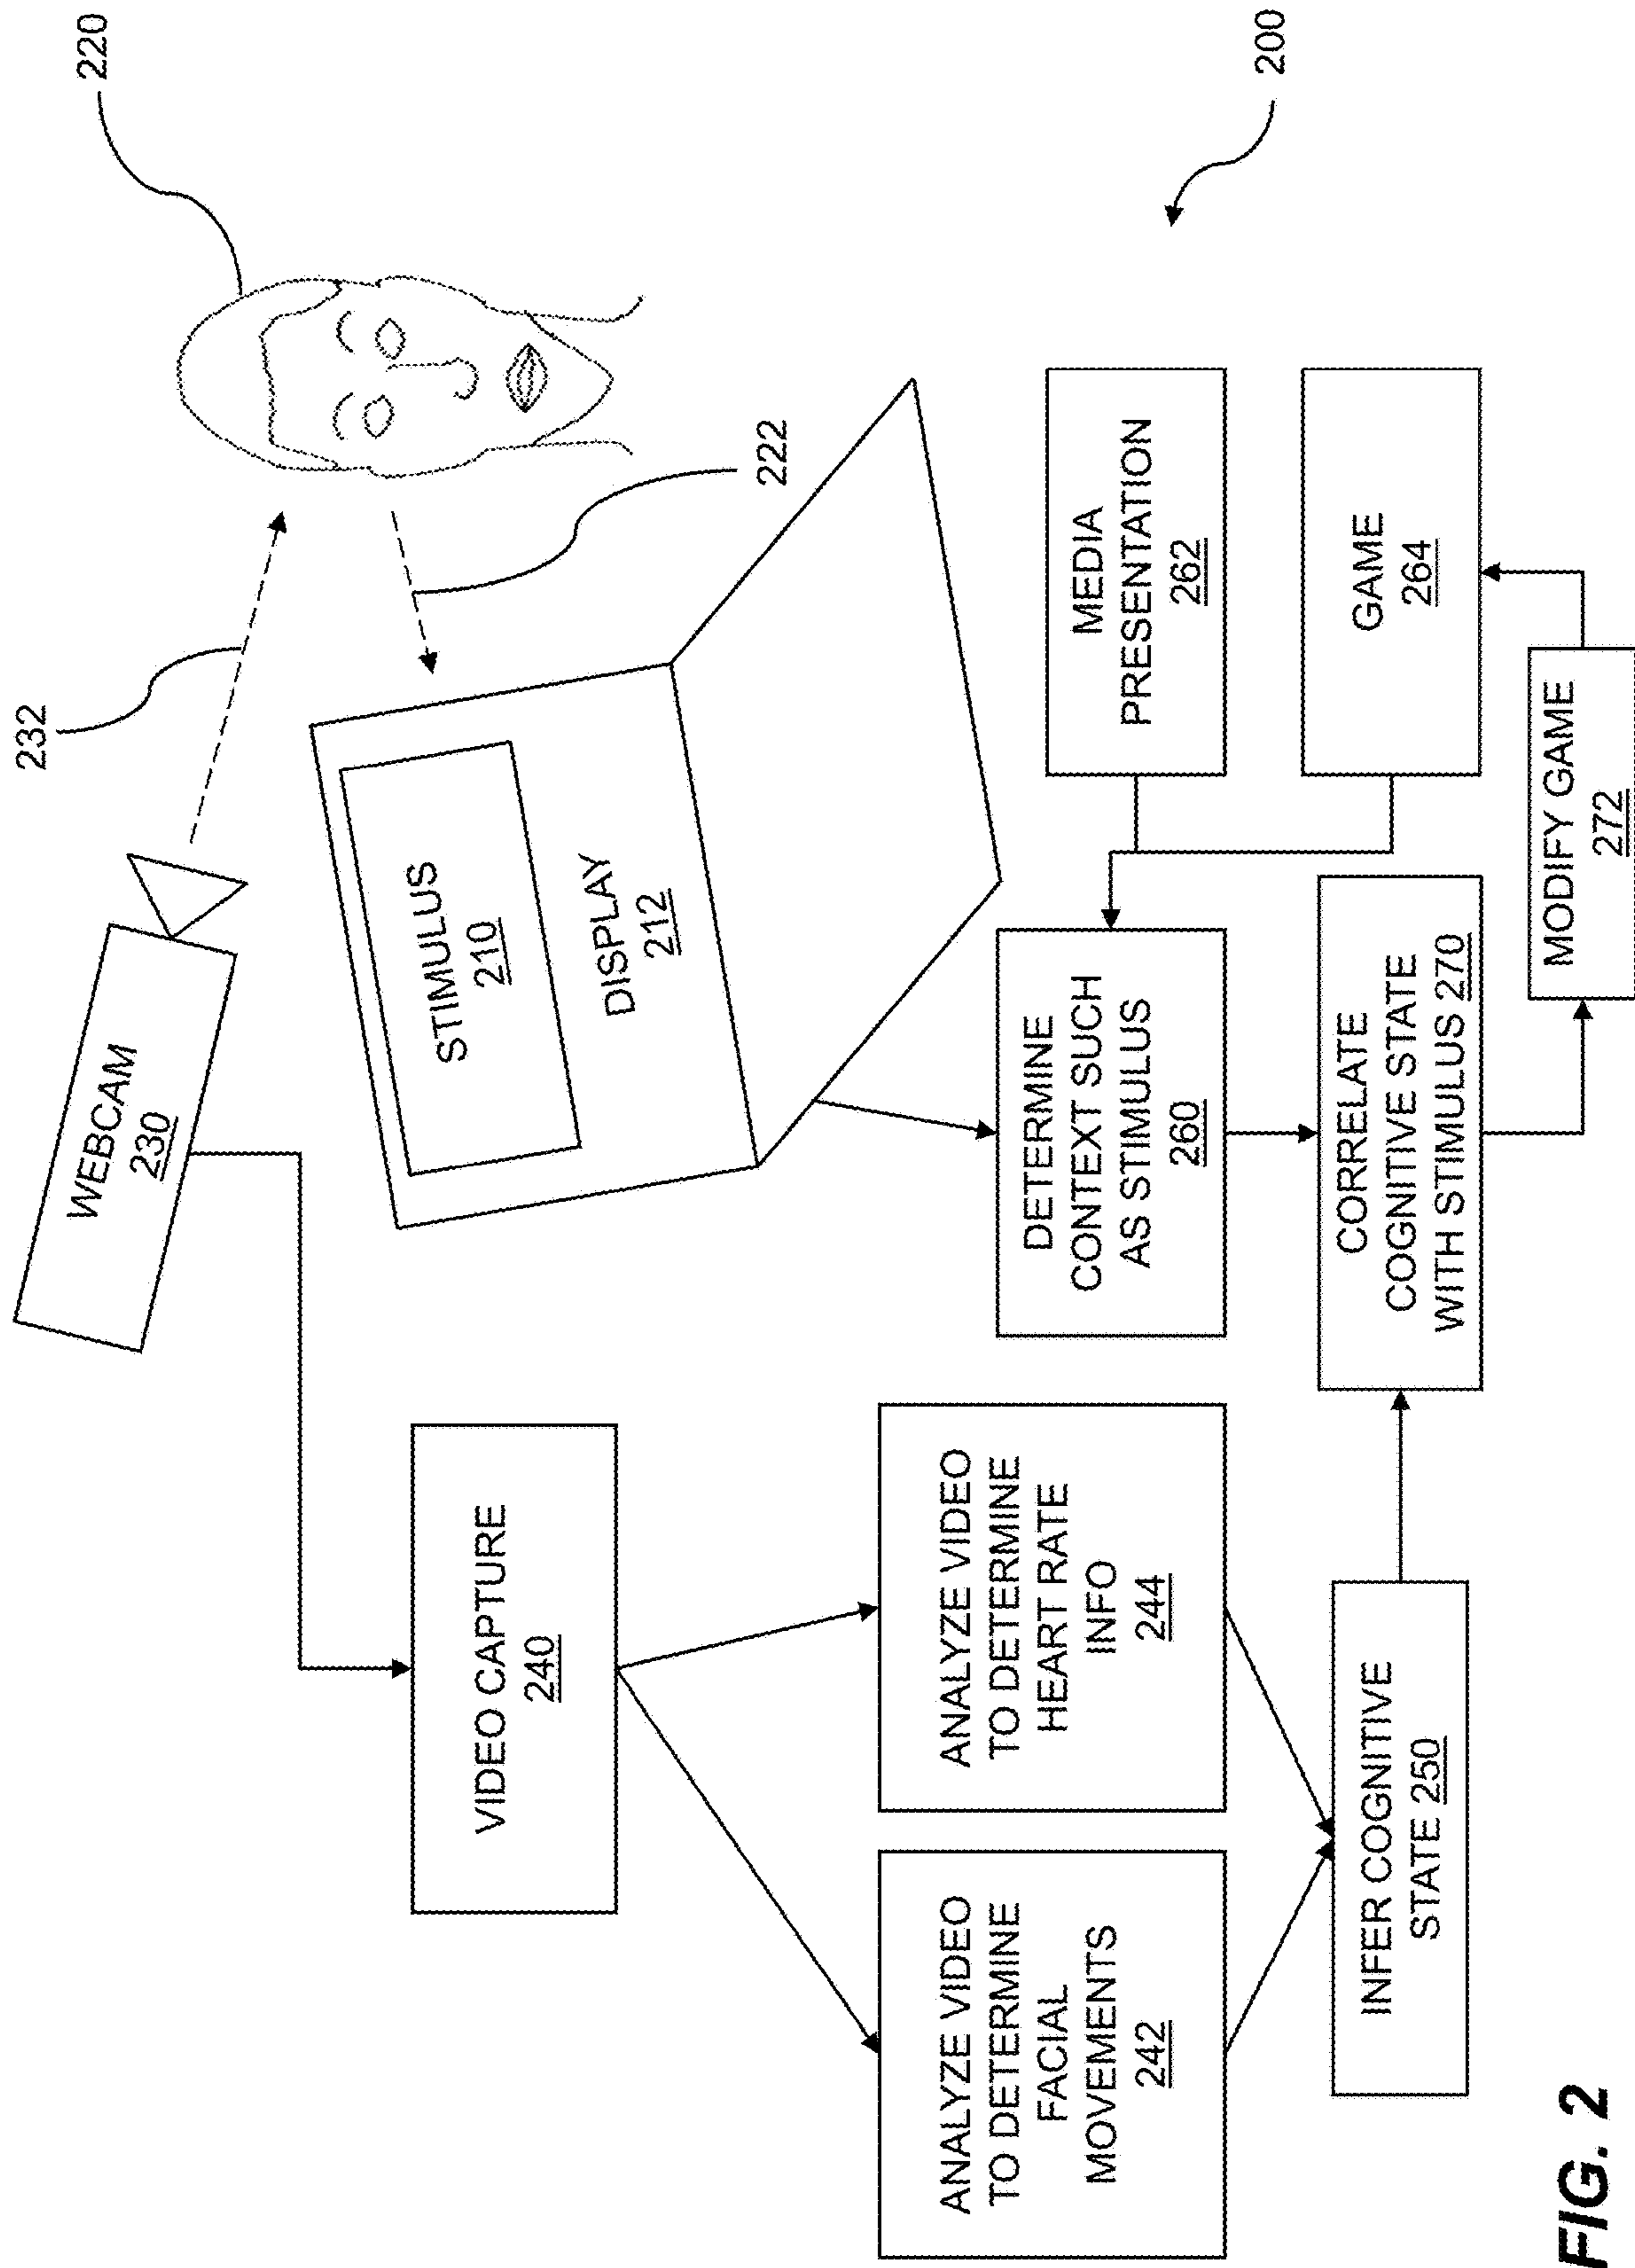 220
232
WEBCAM
230
222
STIMULUS
210
DISPLAY
212
VIDEO CAPTURE
240
200
ANALYZE VIDEO
TO DETERMINE
FACIAL
MOVEMENTS
242
ANALYZE VIDEO
TO DETERMINE
HEART RATE
INFO
244
DETERMINE
CONTEXT SUCH
AS STIMULUS
260
MEDIA
PRESENTATION
262
GAME
264
INFER COGNITIVE
STATE 250
CORRELATE
COGNITIVE STATE
WITH STIMULUS 270
MODIFY GAME
272
FIG. 2